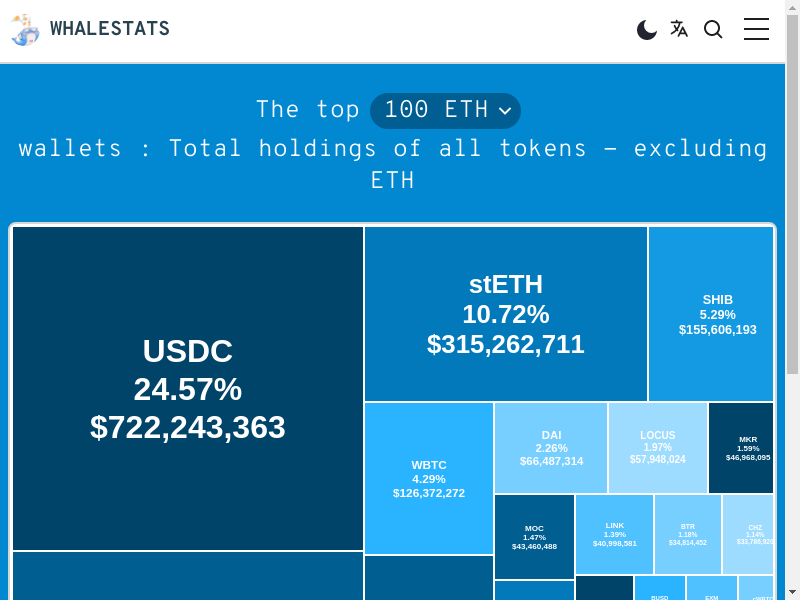 WHALESTATS
The top 100 ETH
wallets : Total holdings of all tokens – excluding
ETH
USDC
24.57%
$722,243,363
stETH
10.72%
$315,262,711
SHIB
5.29%
$155,606,193
WBTC
4.29%
$126,372,272
DAI
2.26%
$66,487,314
LOCUS
1.97%
$57,948,024
MKR
1.59%
$46,968,095
MOC
1.47%
$43,460,488
LINK
1.39%
$40,998,581
BTR
1.18%
$34,814,452
CHZ
1.14%
BUSD
EXM